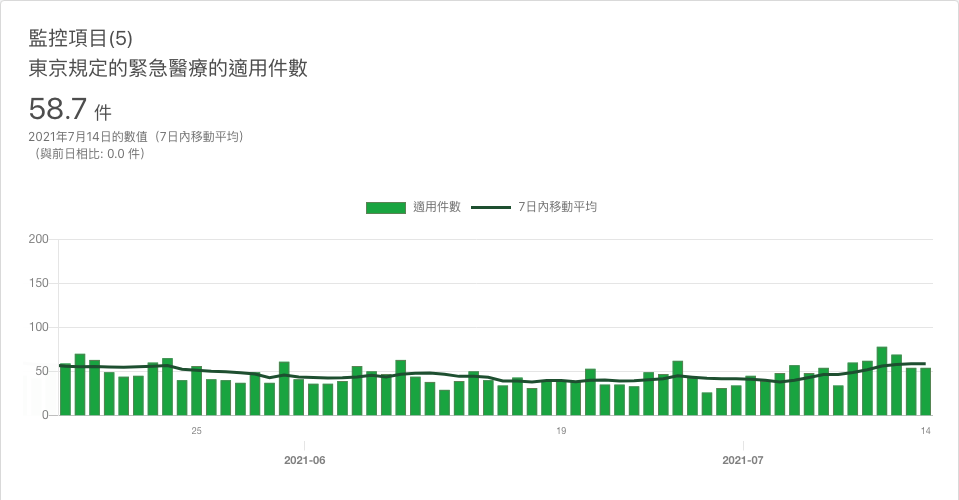 監控項目(5)
東京規定的緊急醫療的適用件數
58.7 件
2021年7月14日的數值（7日內移動平均）
（與前日相比: 0.0 件）
適用件數 7日內移動平均
200
150
100
50
0
25 19 14
2021-06 2021-07